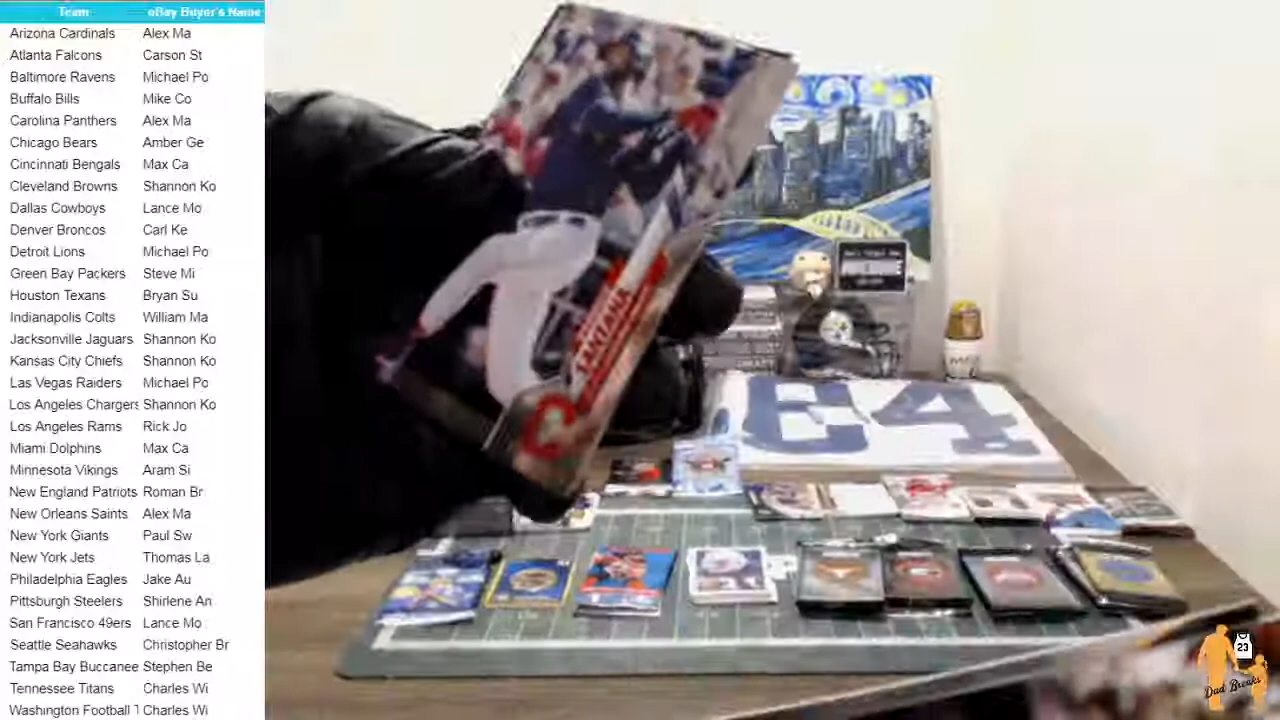 Team eBay Buyer's Name
Arizona Cardinals Alex Ma
Atlanta Falcons Carson St
Baltimore Ravens Michael Po
Buffalo Bills Mike Co
Carolina Panthers Alex Ma
Chicago Bears Amber Ge
Cincinnati Bengals Max Ca
Cleveland Browns Shannon Ko
Dallas Cowboys Lance Mo
Denver Broncos Carl Ke
Detroit Lions Michael Po
Green Bay Packers Steve Mi
Houston Texans Bryan Su
Indianapolis Colts William Ma
Jacksonville Jaguars Shannon Ko
Kansas City Chiefs Shannon Ko
Las Vegas Raiders Michael Po
Los Angeles Chargers Shannon Ko
Los Angeles Rams Rick Jo
Miami Dolphins Max Ca
Minnesota Vikings Aram Si
New England Patriots Roman Br
New Orleans Saints Alex Ma
New York Giants Paul Sw
New York Jets Thomas La
Philadelphia Eagles Jake Au
Pittsburgh Steelers Shirlene An
San Francisco 49ers Lance Mo
Seattle Seahawks Christopher Br
Tampa Bay Buccanee Stephen Be
Tennessee Titans Charles Wi
Washington Football Charles Wi
SANTANA
C
84
23
Dad Breaks